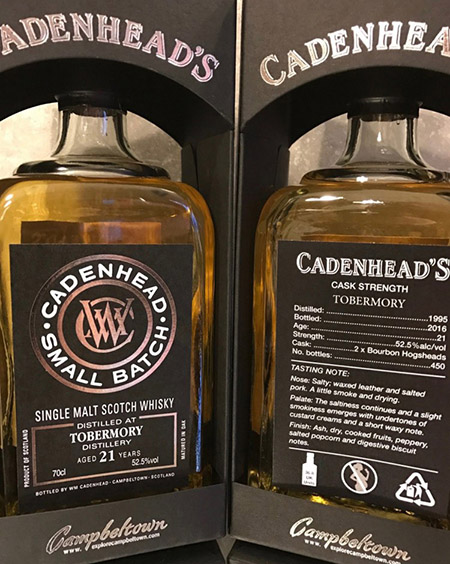 CADENHEAD'S
CADENHEAD
SMALL BATCH
CWC
SINGLE MALT SCOTCH WHISKY
DISTILLED AT
TOBERMORY
DISTILLERY
AGED 21 YEARS
70cl 52.5%vol
PRODUCT OF SCOTLAND
MATURED IN OAK
BOTTLED BY WM CADENHEAD - CAMPBELTOWN - SCOTLAND
Campbeltown
www.explorecampbeltown.com
CADENHEAD'S
CADENHEAD'S
CASK STRENGTH
TOBERMORY
Distilled: 1995
Bottled: 2016
Age: 21
Strength: 52.5%alc/vol
Cask: 2 x Bourbon Hogsheads
No. bottles: 450
TASTING NOTE:
Nose: Salty; waxed leather and salted
pork. A little smoke and drying.
Palate: The saltiness continues and a slight
smokiness emerges with undertones of
custard creams and a short waxy note.
Finish: Ash, dry, cooked fruits, peppery,
salted popcorn and digestive biscuit
notes.
Campbeltown
www.explorecampbeltown.com